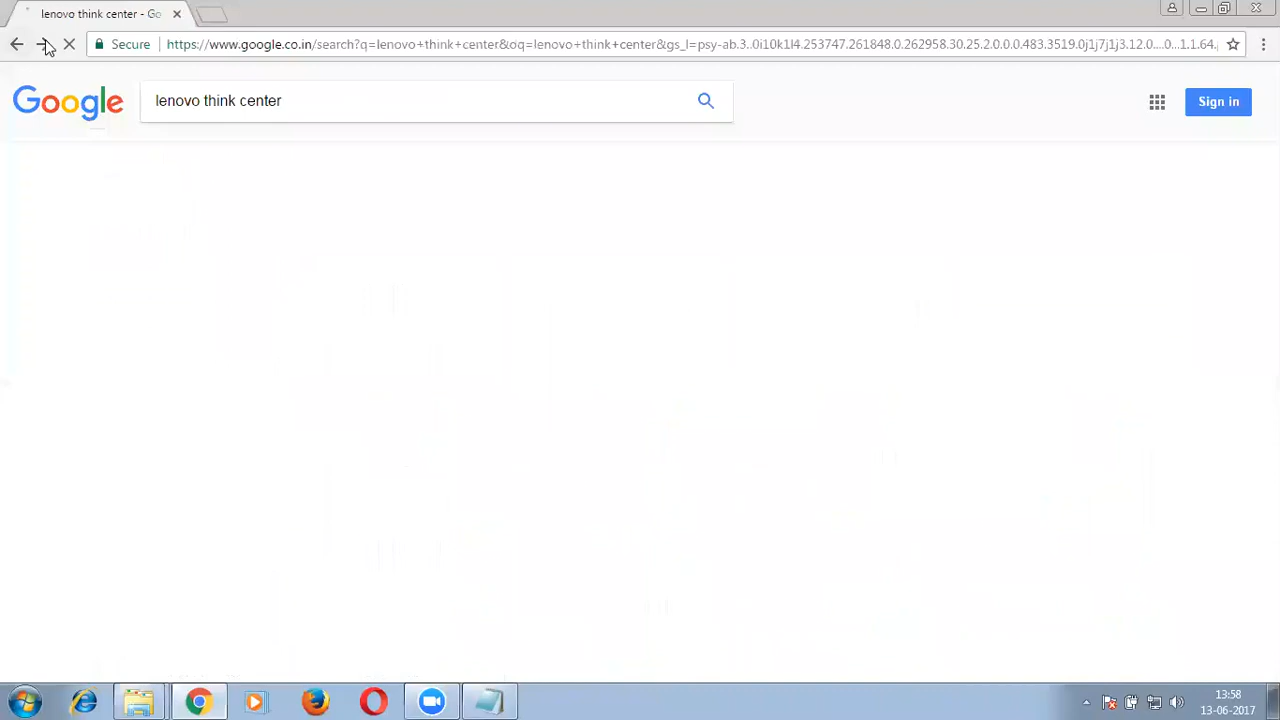 lenovo think center - Go
Secure
https://www.google.co.in/search?q=lenovo+think+center&oq=lenovo+think+center&gs_l=psy-ab.3..0i10k1l4.253747.261848.0.262958.30.25.2.0.0.0.483.3519.0j1j7j1j3.12.0....0...1.1.64.
Google
lenovo think center
Sign in
13:58
13-06-2017